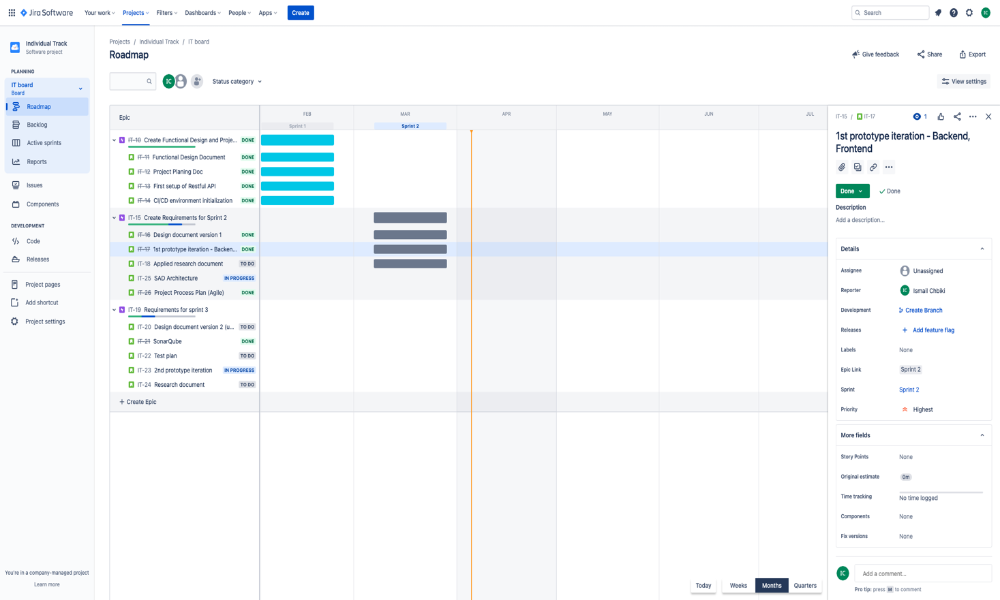 Jira Software
Your work
Projects
Filters
Dashboards
People
Apps
Create
Search
IC
Individual Track
Software project
PLANNING
IT board
Board
Roadmap
Backlog
Active sprints
Reports
Issues
Components
DEVELOPMENT
Code
Releases
Project pages
Add shortcut
Project settings
You're in a company-managed project
Learn more
Projects / Individual Track / IT board
Roadmap
Give feedback
Share
Export
IC
Status category
View settings
Epic
FEB
MAR
APR
MAY
JUN
JUL
Sprint 1
Sprint 2
IT-10 Create Functional Design and Proje... DONE
IT-11 Functional Design Document DONE
IT-12 Project Planing Doc DONE
IT-13 First setup of Restful API DONE
IT-14 CI/CD environment initialization DONE
IT-15 Create Requirements for Sprint 2
IT-16 Design document version 1 DONE
IT-17 1st prototype iteration - Backen... DONE
IT-18 Applied research document TO DO
IT-25 SAD Architecture IN PROGRESS
IT-26 Project Process Plan (Agile) DONE
IT-19 Requirements for sprint 3
IT-20 Design document version 2 (u... TO DO
IT-21 SonarQube DONE
IT-22 Test plan TO DO
IT-23 2nd prototype iteration IN PROGRESS
IT-24 Research document TO DO
+ Create Epic
Today
Weeks
Months
Quarters
IT-15 / IT-17
1
1st prototype iteration - Backend,
Frontend
Done
Done
Description
Add a description...
Details
Assignee Unassigned
Reporter IC Ismail Chbiki
Development Create Branch
Releases + Add feature flag
Labels None
Epic Link Sprint 2
Sprint Sprint 2
Priority Highest
More fields
Story Points None
Original estimate 0m
Time tracking No time logged
Components None
Fix versions None
IC Add a comment...
Pro tip: press M to comment